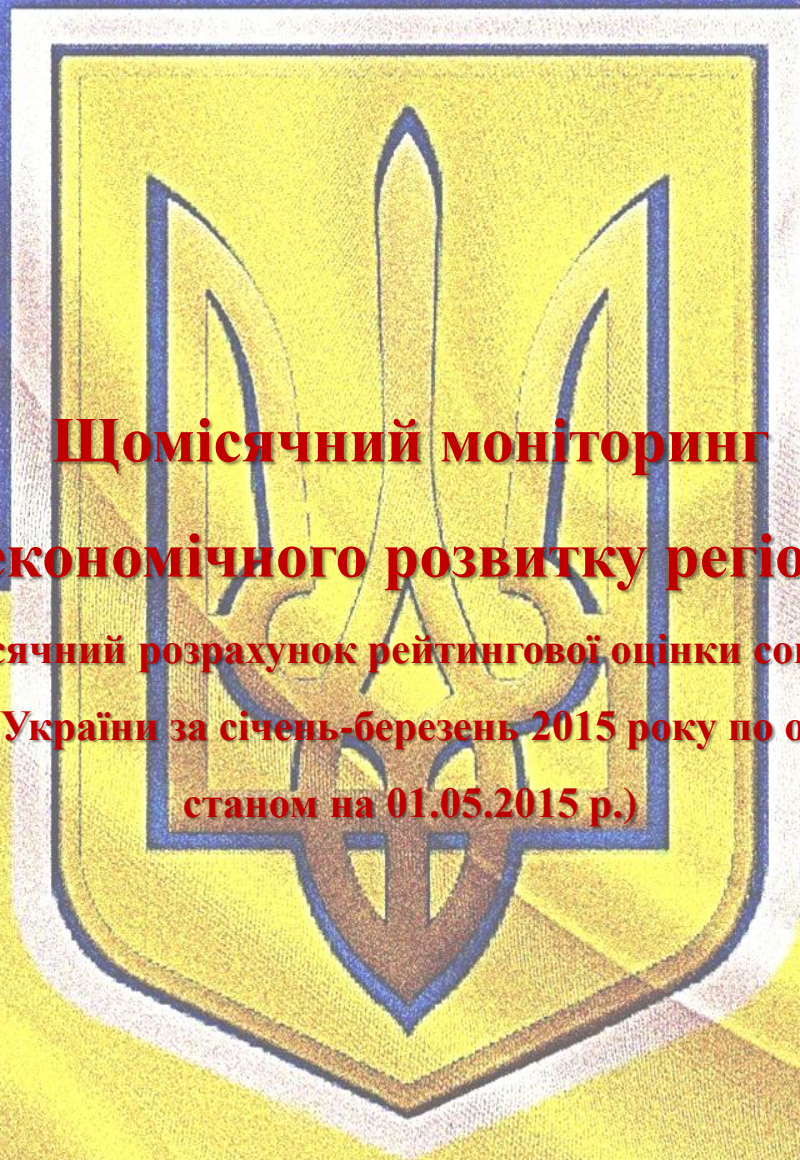 Щомісячний моніторинг
економічного розвитку регіо
сячний розрахунок рейтингової оцінки со
України за січень-березень 2015 року по о
станом на 01.05.2015 р.)